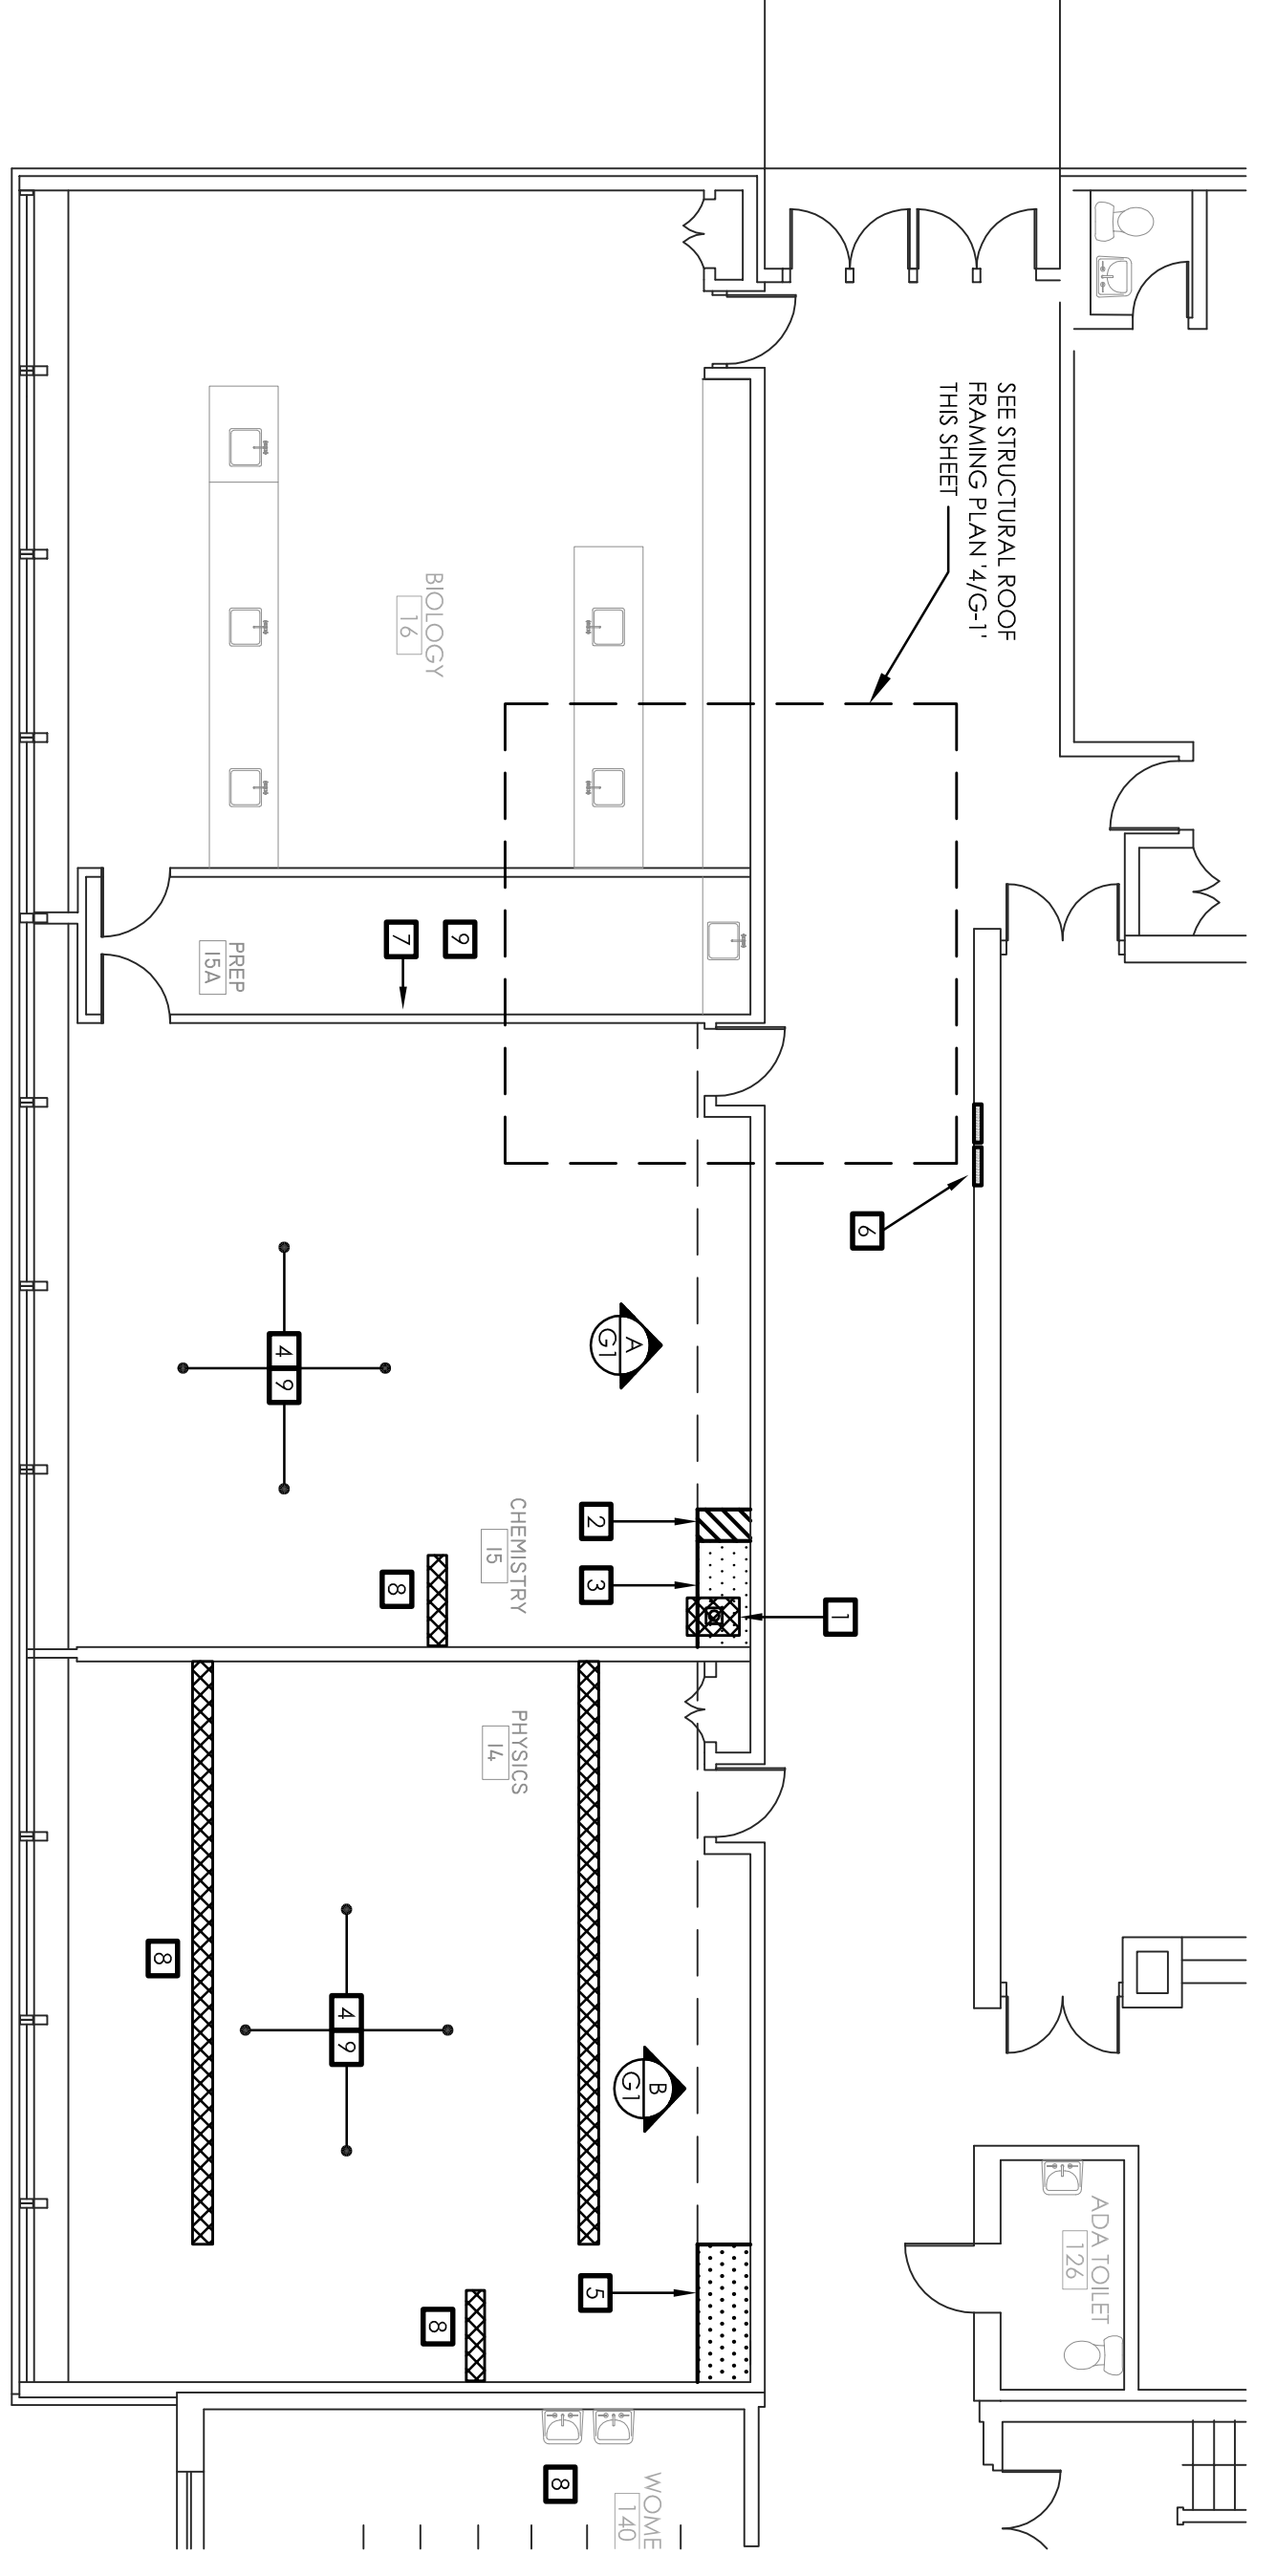 ADA TOILET
126
SEE STRUCTURAL ROOF
FRAMING PLAN '4/G-1'
THIS SHEET
6
1
BIOLOGY
16
9
7
PREP
15A
A
G1
4 9
2
3
CHEMISTRY
15
8
PHYSICS
14
8
4 9
B
G1
5
8
WOME
140
8